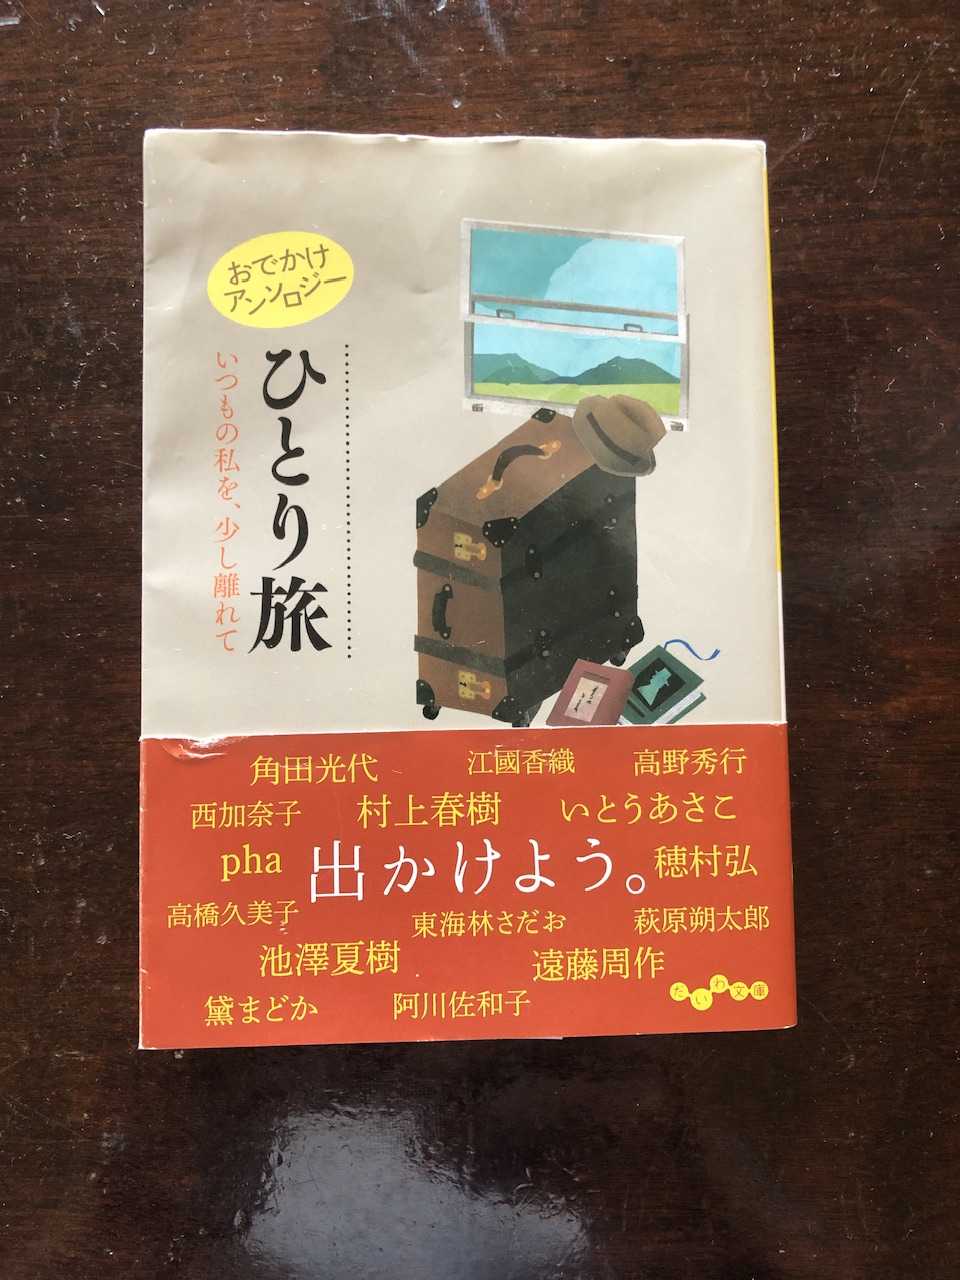 おでかけ
アンソロジー
ひとり旅
いつもの私を、少し離れて
角田光代 江國香織 高野秀行
西加奈子 村上春樹 いとうあさこ
pha 出かけよう。 穂村弘
高橋久美子 東海林さだお 萩原朔太郎
池澤夏樹 遠藤周作
黛まどか 阿川佐和子
だいわ文庫